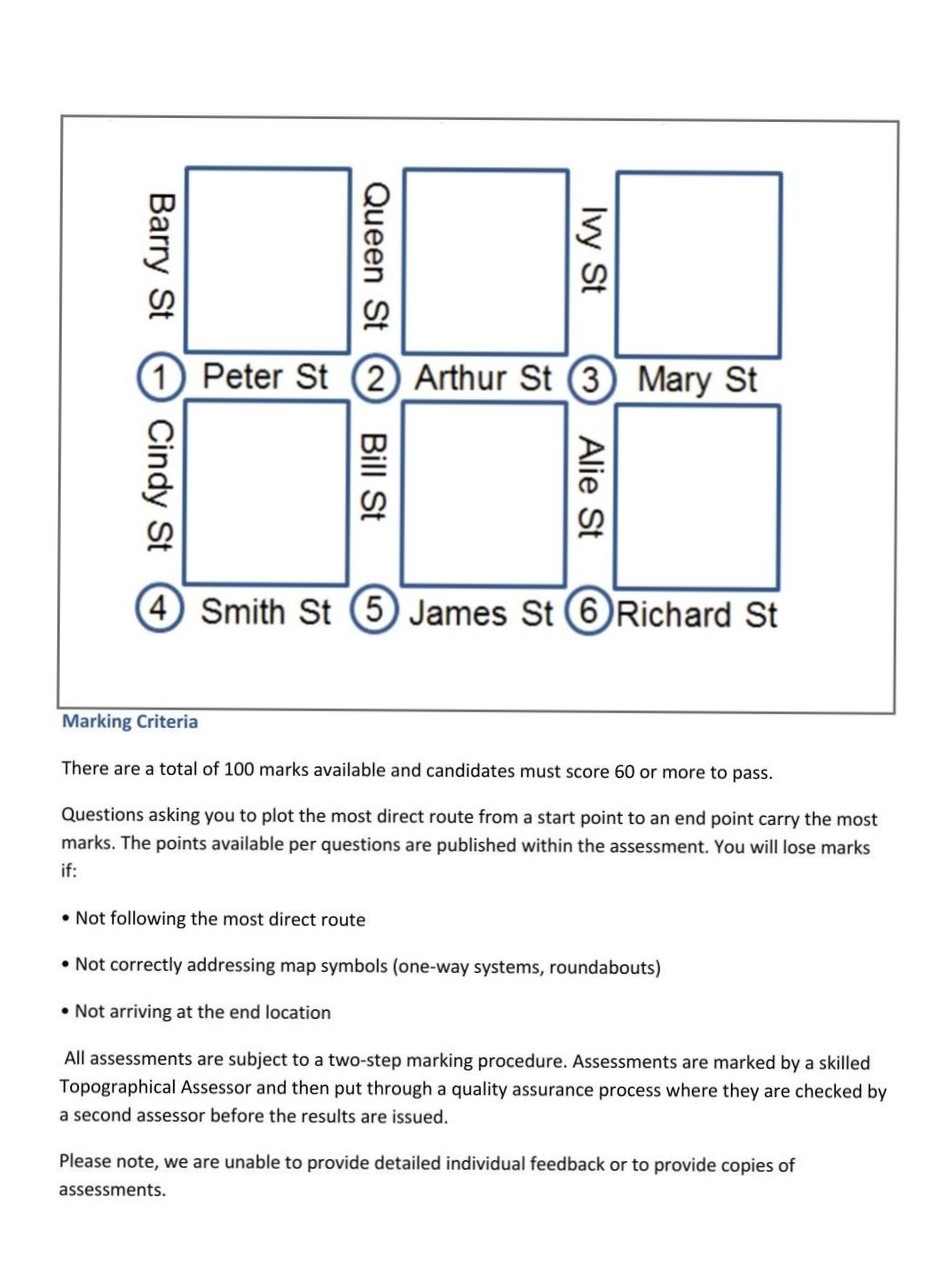 Barry St
Queen St
Ivy St
1 Peter St 2 Arthur St 3 Mary St
Cindy St
Bill St
Alie St
4 Smith St 5 James St 6 Richard St
Marking Criteria
There are a total of 100 marks available and candidates must score 60 or more to pass.
Questions asking you to plot the most direct route from a start point to an end point carry the most
marks. The points available per questions are published within the assessment. You will lose marks
if:
• Not following the most direct route
• Not correctly addressing map symbols (one-way systems, roundabouts)
• Not arriving at the end location
All assessments are subject to a two-step marking procedure. Assessments are marked by a skilled
Topographical Assessor and then put through a quality assurance process where they are checked by
a second assessor before the results are issued.
Please note, we are unable to provide detailed individual feedback or to provide copies of
assessments.